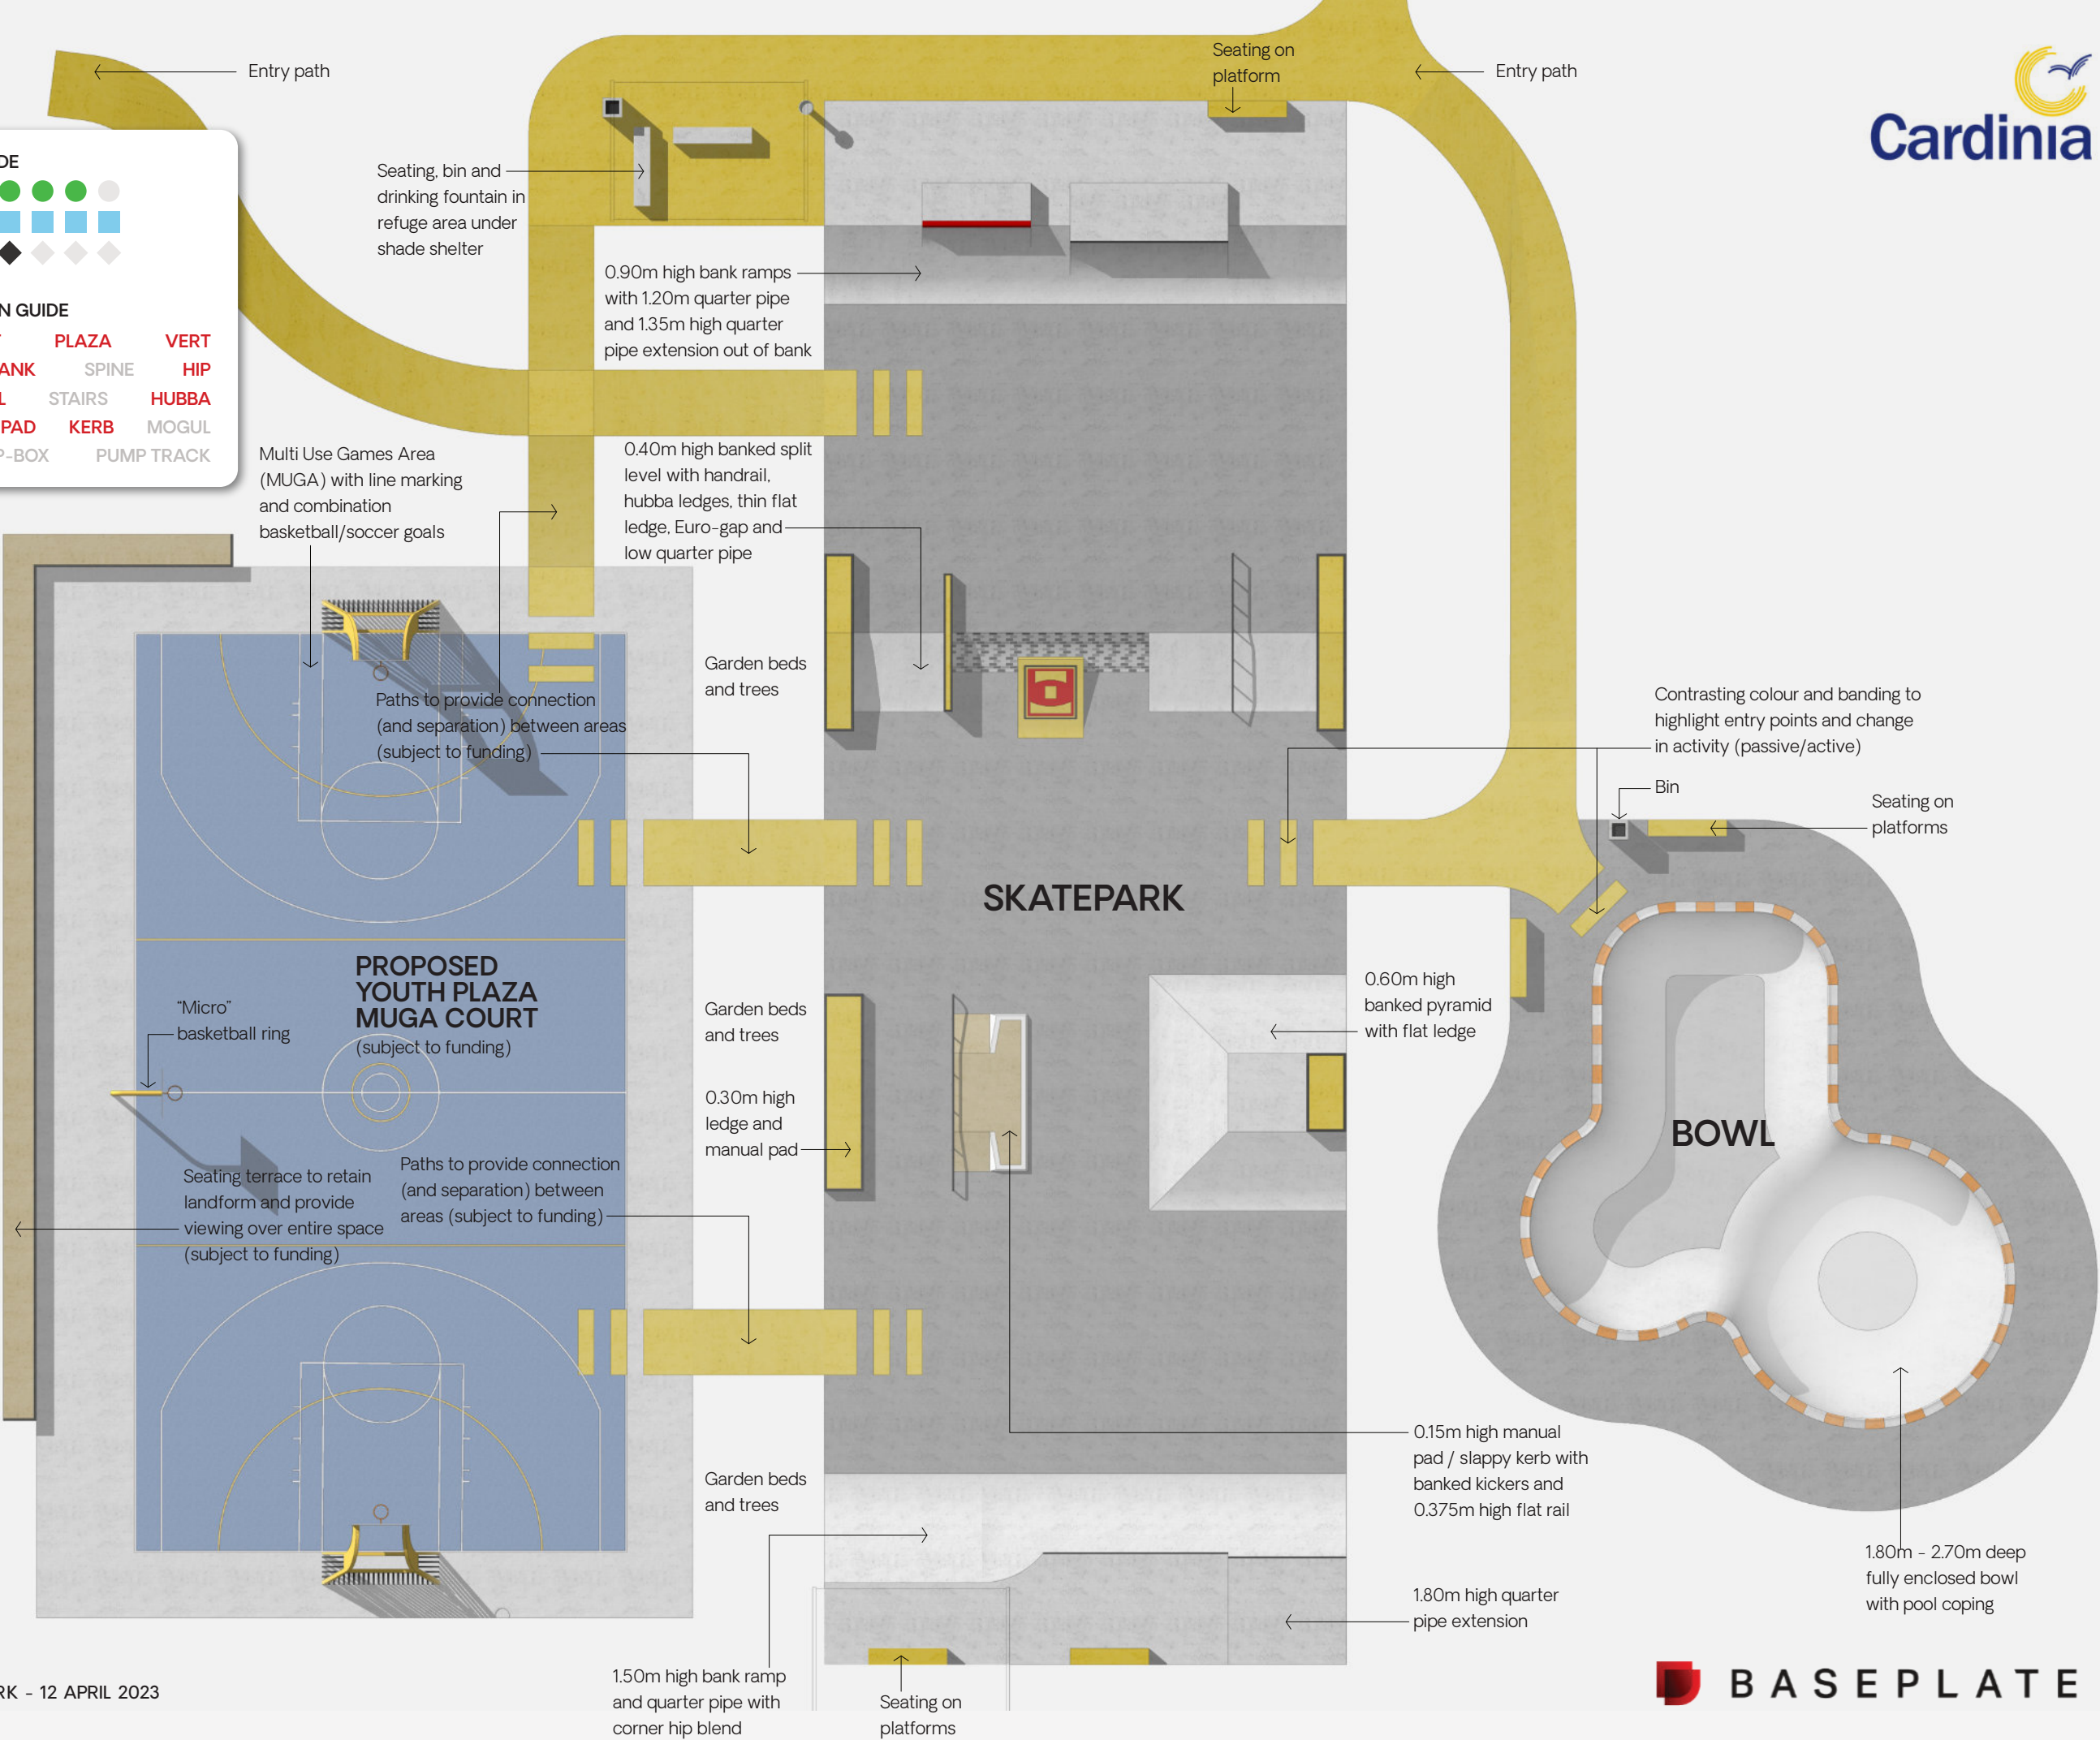 Entry path
Seating on
platform
Entry path
Cardinia
DE
Seating, bin and
drinking fountain in
refuge area under
shade shelter
0.90m high bank ramps
with 1.20m quarter pipe
and 1.35m high quarter
pipe extension out of bank
N GUIDE
PLAZA VERT
ANK SPINE HIP
L STAIRS HUBBA
PAD KERB MOGUL
P-BOX PUMP TRACK
Multi Use Games Area
(MUGA) with line marking
and combination
basketball/soccer goals
0.40m high banked split
level with handrail,
hubba ledges, thin flat
ledge, Euro-gap and
low quarter pipe
Garden beds
and trees
Paths to provide connection
(and separation) between areas
(subject to funding)
Contrasting colour and banding to
highlight entry points and change
in activity (passive/active)
Bin
Seating on
platforms
SKATEPARK
PROPOSED
YOUTH PLAZA
MUGA COURT
(subject to funding)
"Micro"
basketball ring
Garden beds
and trees
0.60m high
banked pyramid
with flat ledge
0.30m high
ledge and
manual pad
BOWL
Seating terrace to retain
landform and provide
viewing over entire space
(subject to funding)
Paths to provide connection
(and separation) between
areas (subject to funding)
Garden beds
and trees
0.15m high manual
pad / slappy kerb with
banked kickers and
0.375m high flat rail
1.80m - 2.70m deep
fully enclosed bowl
with pool coping
1.80m high quarter
pipe extension
1.50m high bank ramp
and quarter pipe with
corner hip blend
Seating on
platforms
RK - 12 APRIL 2023
BASEPLATE